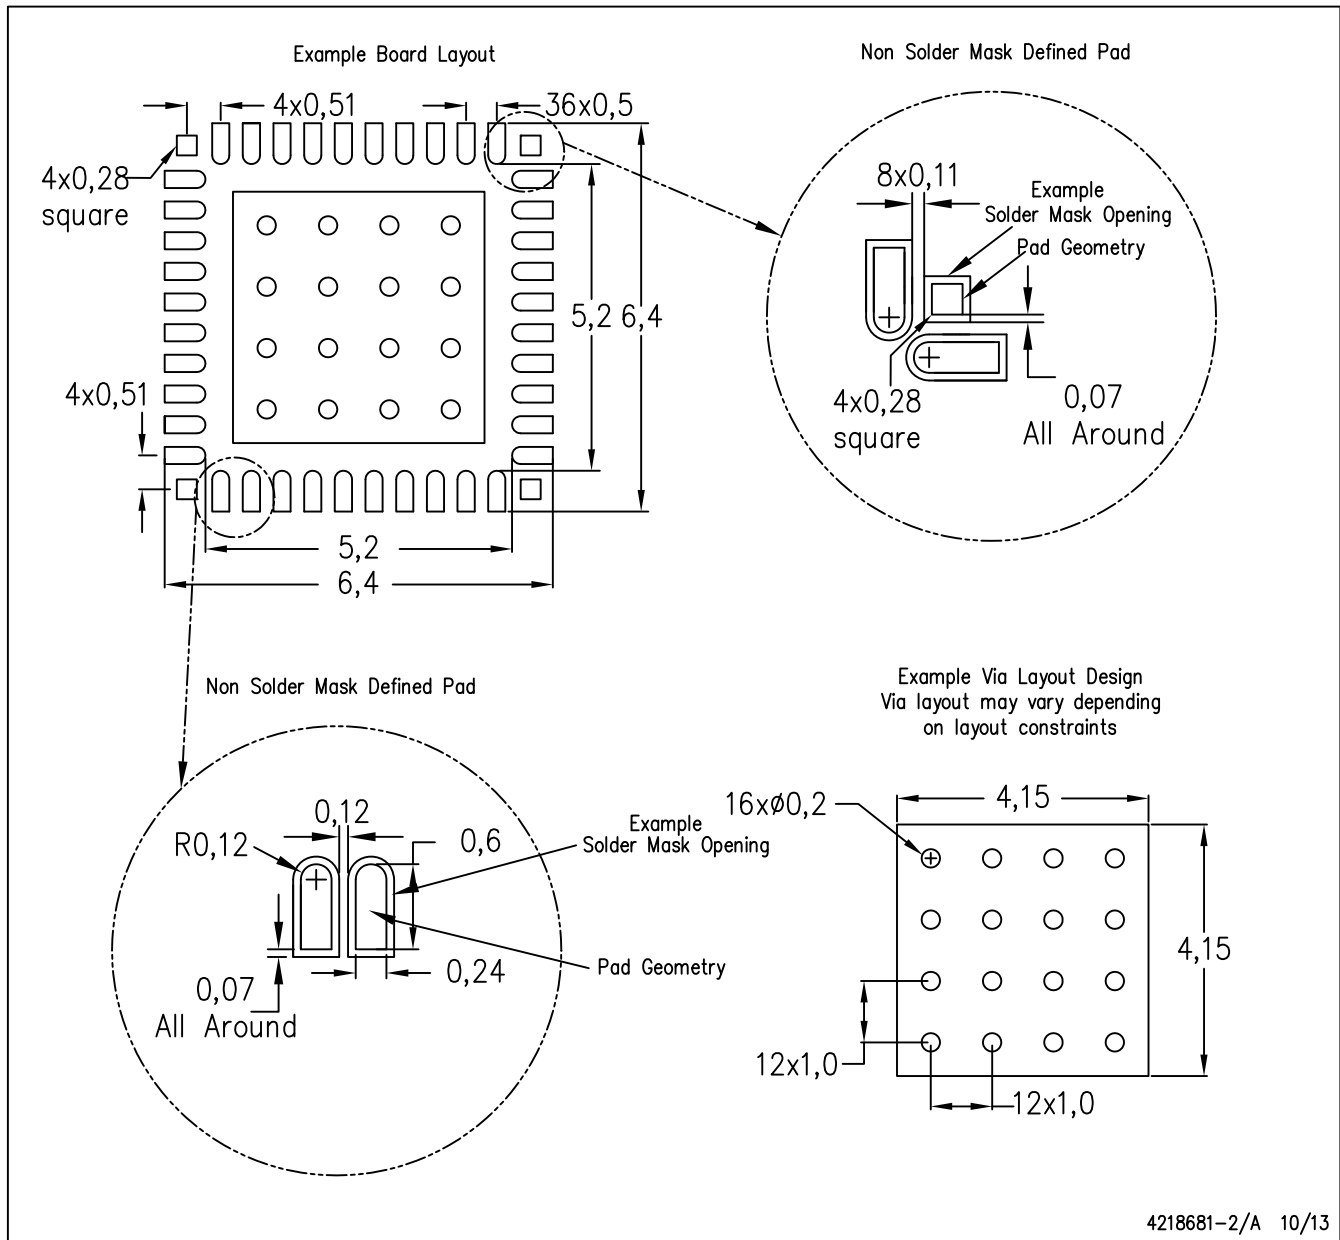 Example Board Layout
4x0,51
36x0,5
4x0,28
square
5,2
6,4
4x0,51
5,2
6,4
Non Solder Mask Defined Pad
8x0,11
Example
Solder Mask Opening
Pad Geometry
4x0,28
square
0,07
All Around
Non Solder Mask Defined Pad
0,12
R0,12
0,6
Example
Solder Mask Opening
0,07
All Around
0,24
Pad Geometry
Example Via Layout Design
Via layout may vary depending
on layout constraints
16xø0,2
4,15
4,15
12x1,0
12x1,0
4218681-2/A 10/13